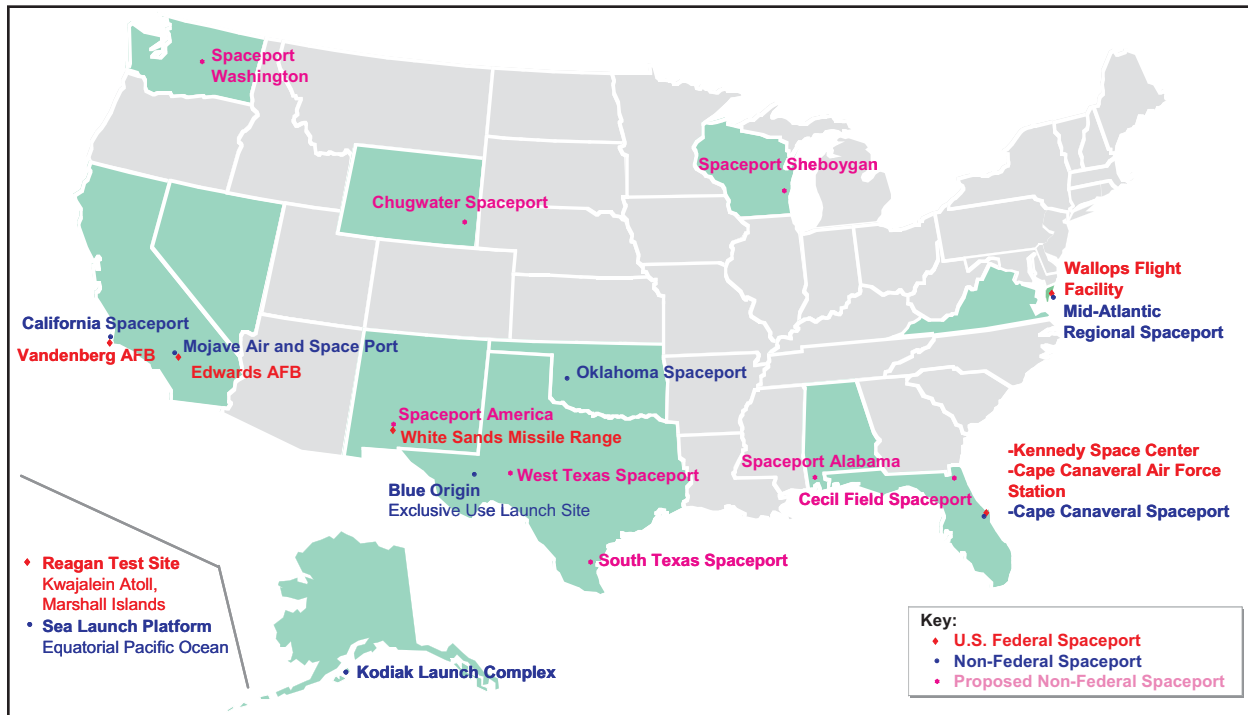 Spaceport
Washington
Spaceport Sheboygan
Chugwater Spaceport
Wallops Flight
Facility
Mid-Atlantic
Regional Spaceport
California Spaceport
Vandenberg AFB
Mojave Air and Space Port
Edwards AFB
Oklahoma Spaceport
Spaceport America
White Sands Missile Range
West Texas Spaceport
Blue Origin
Exclusive Use Launch Site
Spaceport Alabama
Cecil Field Spaceport
-Kennedy Space Center
-Cape Canaveral Air Force
Station
-Cape Canaveral Spaceport
South Texas Spaceport
Reagan Test Site
Kwajalein Atoll,
Marshall Islands
Sea Launch Platform
Equatorial Pacific Ocean
Kodiak Launch Complex
Key:
U.S. Federal Spaceport
Non-Federal Spaceport
Proposed Non-Federal Spaceport